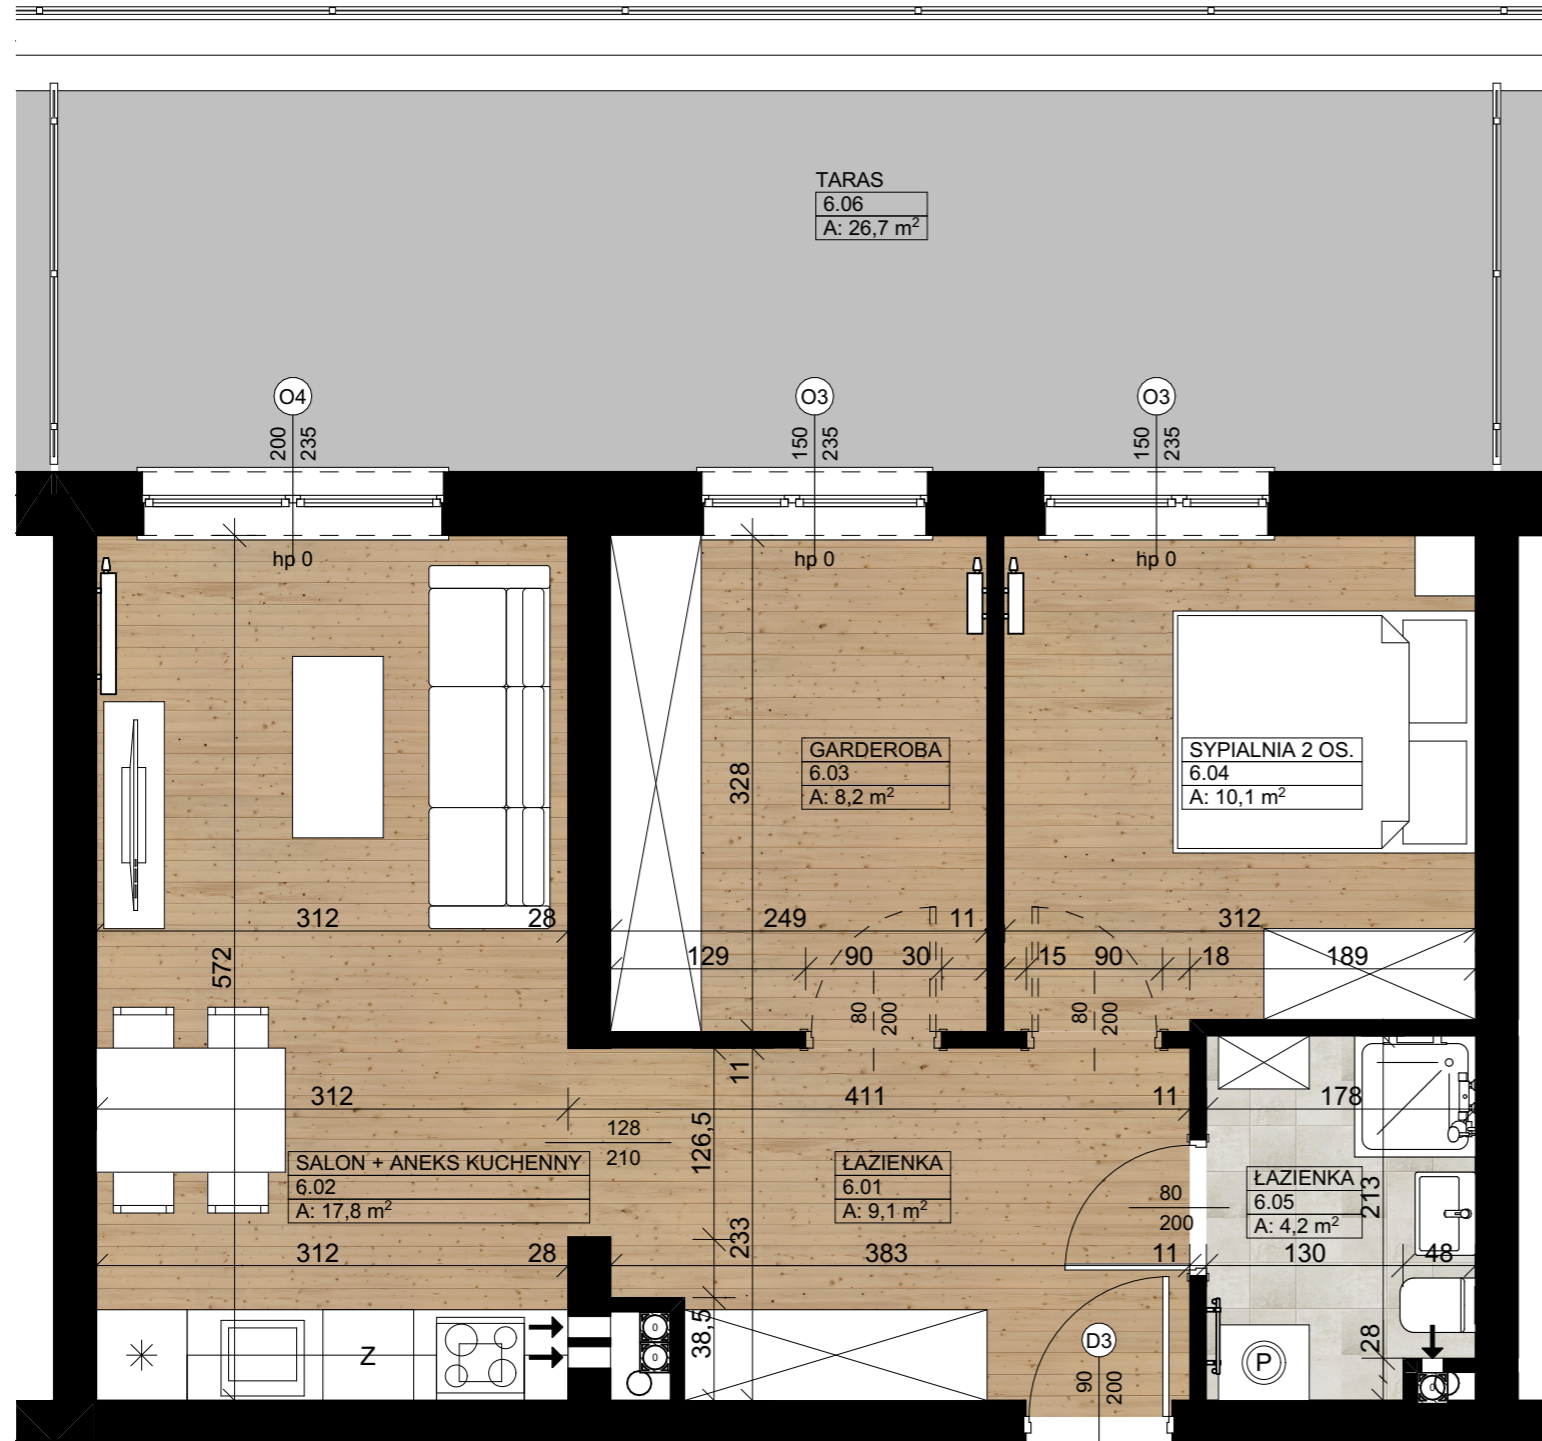 TARAS
6.06
A: 26,7 m²
O4
200
235
O3
150
235
O3
150
235
hp 0
hp 0
hp 0
GARDEROBA
6.03
A: 8,2 m²
SYPIALNIA 2 OS.
6.04
A: 10,1 m²
328
312
28
249
11
312
129
90
30
15
90
18
189
572
80
200
80
200
11
312
411
11
178
128
210
126,5
SALON + ANEKS KUCHENNY
6.02
A: 17,8 m²
ŁAZIENKA
6.01
A: 9,1 m²
80
200
ŁAZIENKA
6.05
A: 4,2 m²
213
312
28
233
383
11
130
48
38,5
Z
D3
90
200
P
28